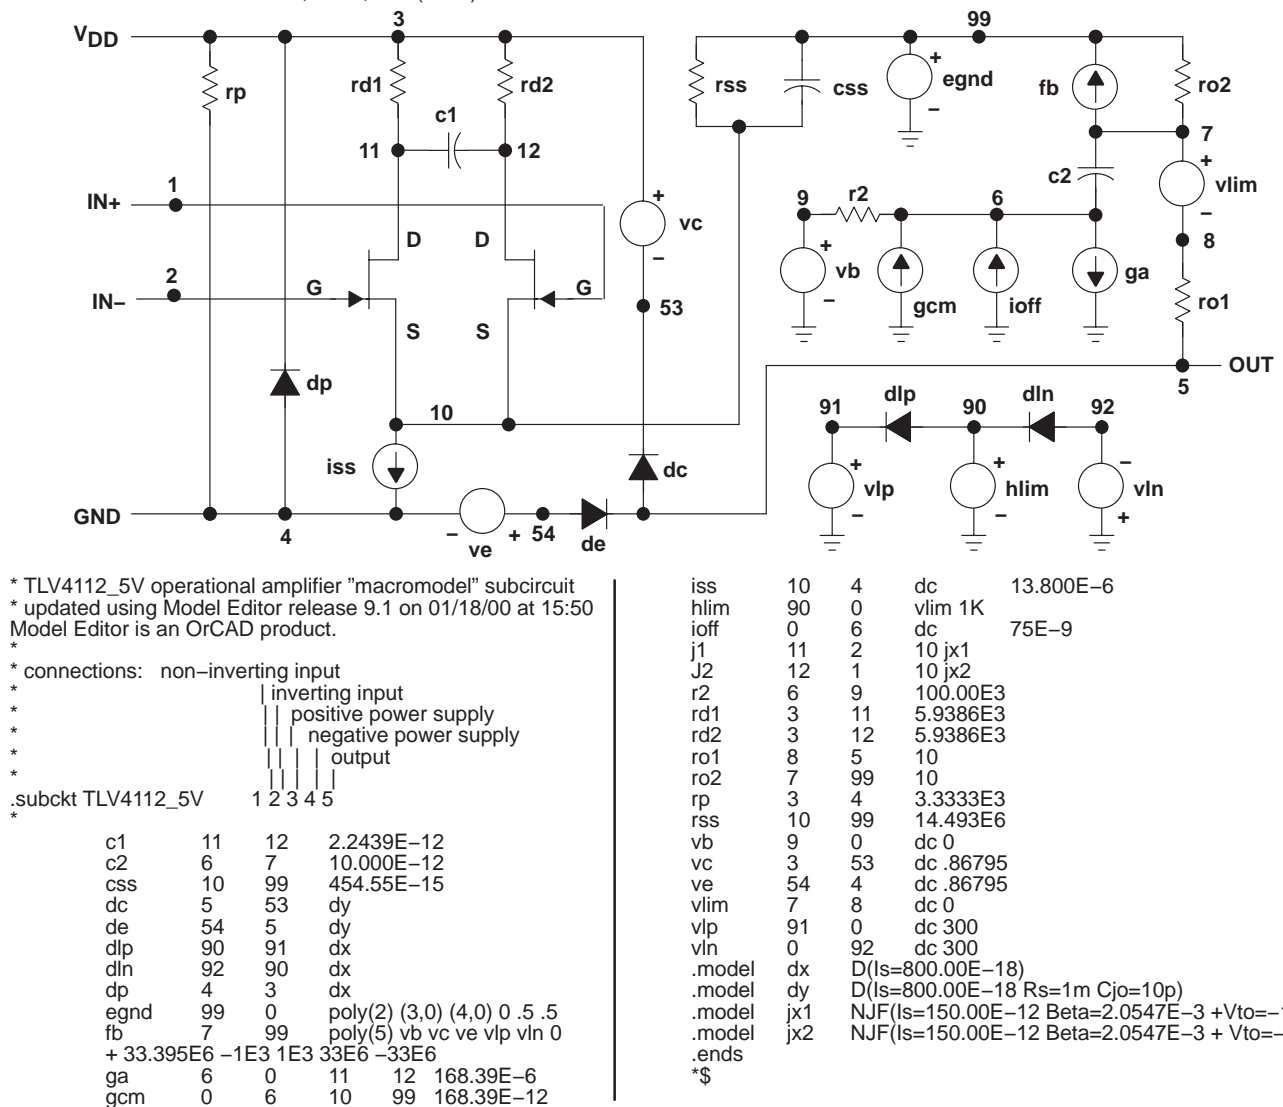 3
99
VDD
rp
rd1
rd2
c1
11
12
rss
css
egnd
+
−
fb
ro2
7
c2
+
vlim
−
8
1
IN+
2
IN−
G
D
D
G
S
S
+
vc
−
53
9
r2
6
+
vb
−
gcm
ioff
ga
ro1
OUT
5
dp
10
iss
dc
GND
4
−
ve
+
54
de
91
dlp
90
dln
92
+
vlp
−
+
hlim
−
−
vln
+
* TLV4112_5V operational amplifier ”macromodel” subcircuit
* updated using Model Editor release 9.1 on 01/18/00 at 15:50
Model Editor is an OrCAD product.
*
* connections: non−inverting input
* | inverting input
* | | positive power supply
* | | | negative power supply
* | | | | output
* | | | | |
.subckt TLV4112_5V 1 2 3 4 5
*
c1 11 12 2.2439E−12
c2 6 7 10.000E−12
css 10 99 454.55E−15
dc 5 53 dy
de 54 5 dy
dlp 90 91 dx
dln 92 90 dx
dp 4 3 dx
egnd 99 0 poly(2) (3,0) (4,0) 0 .5 .5
fb 7 99 poly(5) vb vc ve vlp vln 0
+ 33.395E6 −1E3 1E3 33E6 −33E6
ga 6 0 11 12 168.39E−6
gcm 0 6 10 99 168.39E−12
iss 10 4 dc 13.800E−6
hlim 90 0 vlim 1K
ioff 0 6 dc 75E−9
j1 11 2 10 jx1
J2 12 1 10 jx2
r2 6 9 100.00E3
rd1 3 11 5.9386E3
rd2 3 12 5.9386E3
ro1 8 5 10
ro2 7 99 10
rp 3 4 3.3333E3
rss 10 99 14.493E6
vb 9 0 dc 0
vc 3 53 dc .86795
ve 54 4 dc .86795
vlim 7 8 dc 0
vlp 91 0 dc 300
vln 0 92 dc 300
.model dx D(Is=800.00E−18)
.model dy D(Is=800.00E−18 Rs=1m Cjo=10p)
.model jx1 NJF(Is=150.00E−12 Beta=2.0547E−3 +Vto=−
.model jx2 NJF(Is=150.00E−12 Beta=2.0547E−3 + Vto=−
.ends
*$